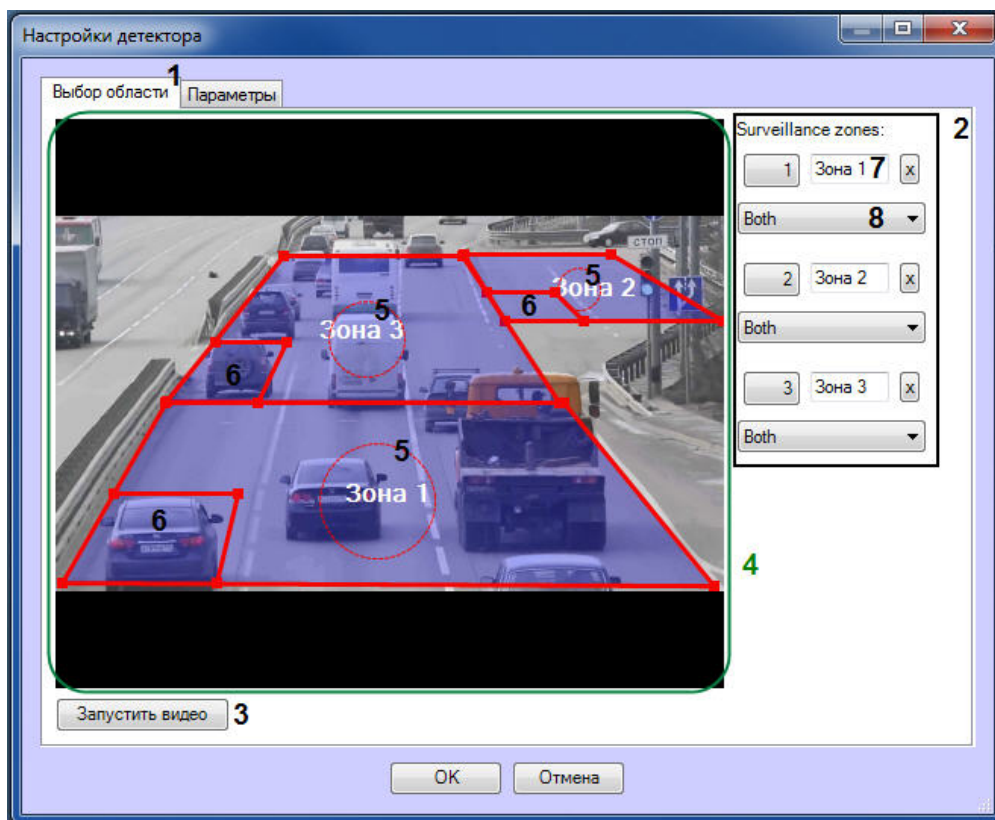 Настройки детектора
Выбор области 1 Параметры
Surveillance zones: 2
1 Зона 1 7 x
Both 8
2 Зона 2 x
Both
3 Зона 3 x
Both
СТОП
5
Зона 2
6
5
Зона 3
6
5
Зона 1
6
4
Запустить видео 3
OK Отмена